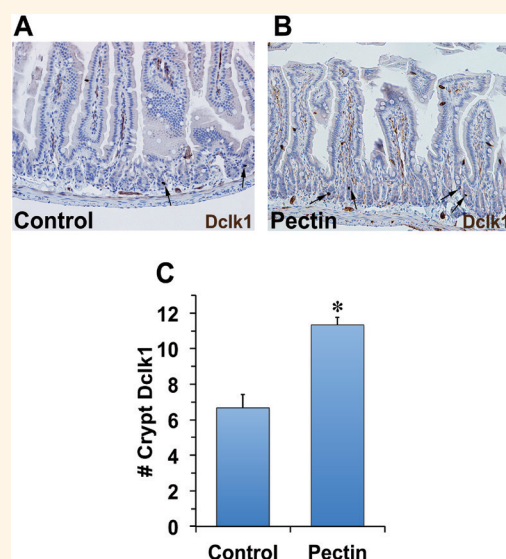 A
B
Control
Dclk1
Pectin
Dclk1
C
# Crypt Dclk1
12
10
8
6
4
2
0
*
Control
Pectin